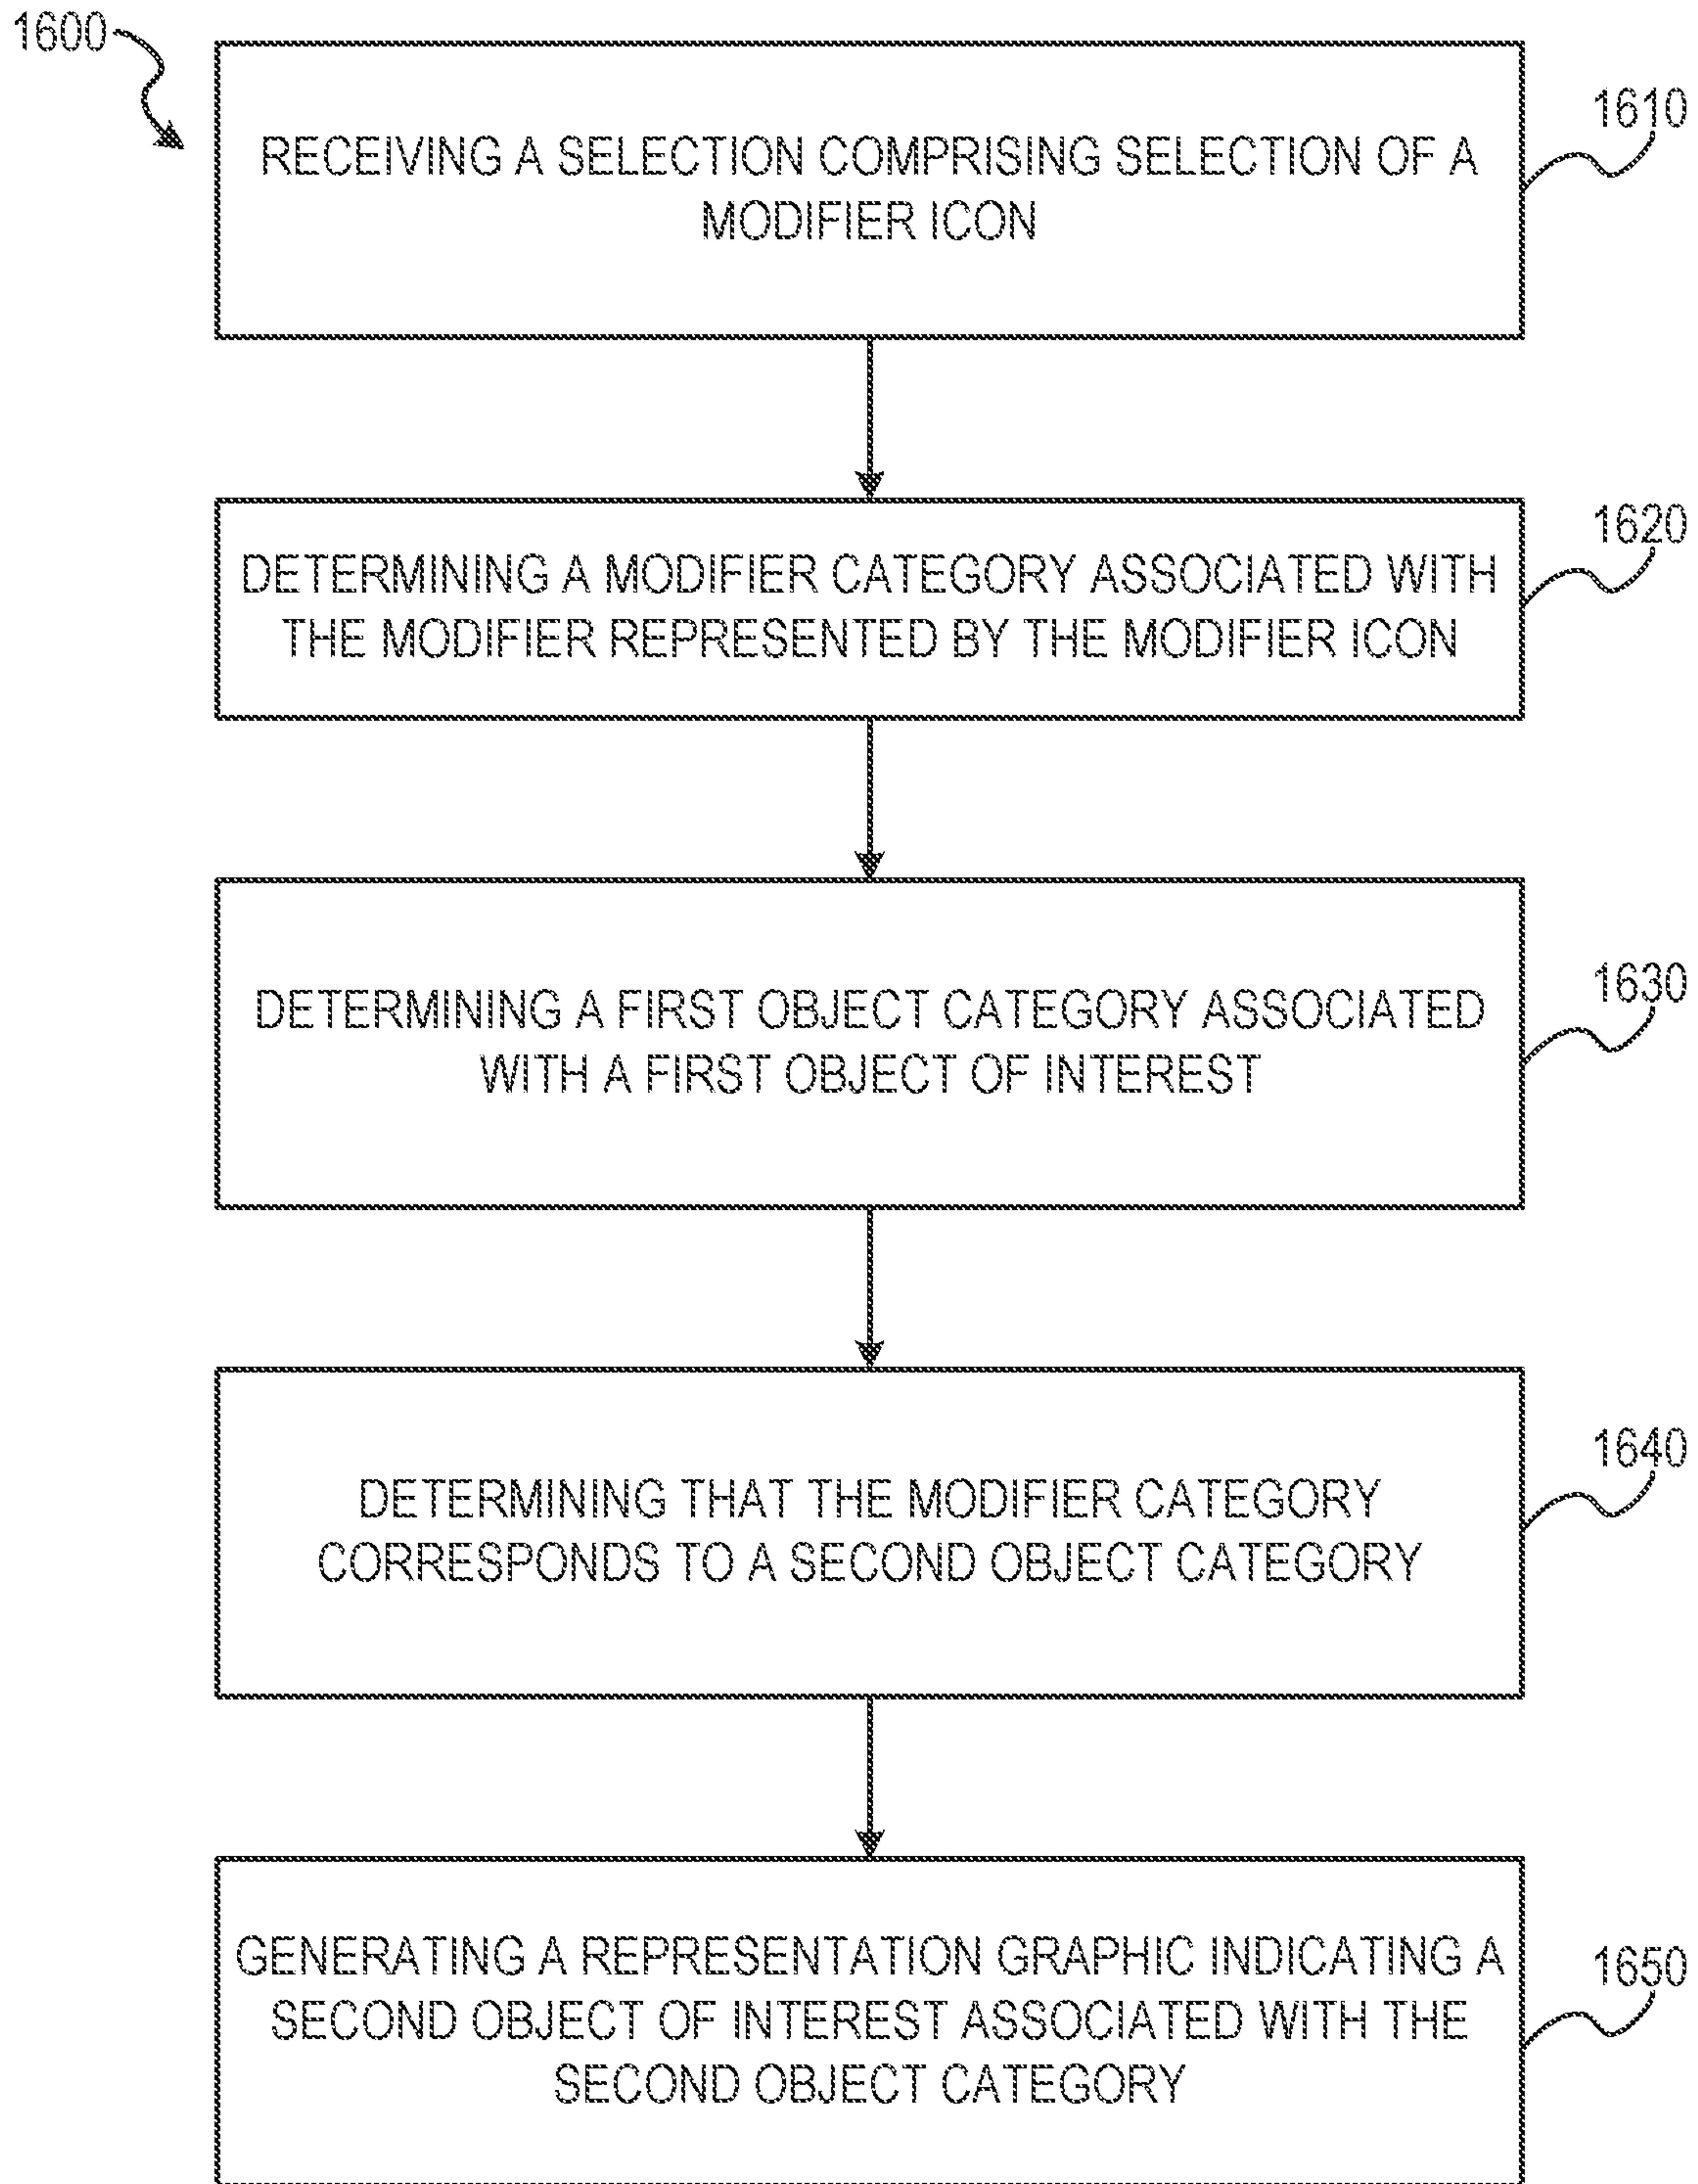 1600
1610
RECEIVING A SELECTION COMPRISING SELECTION OF A
MODIFIER ICON
1620
DETERMINING A MODIFIER CATEGORY ASSOCIATED WITH
THE MODIFIER REPRESENTED BY THE MODIFIER ICON
1630
DETERMINING A FIRST OBJECT CATEGORY ASSOCIATED
WITH A FIRST OBJECT OF INTEREST
1640
DETERMINING THAT THE MODIFIER CATEGORY
CORRESPONDS TO A SECOND OBJECT CATEGORY
1650
GENERATING A REPRESENTATION GRAPHIC INDICATING A
SECOND OBJECT OF INTEREST ASSOCIATED WITH THE
SECOND OBJECT CATEGORY